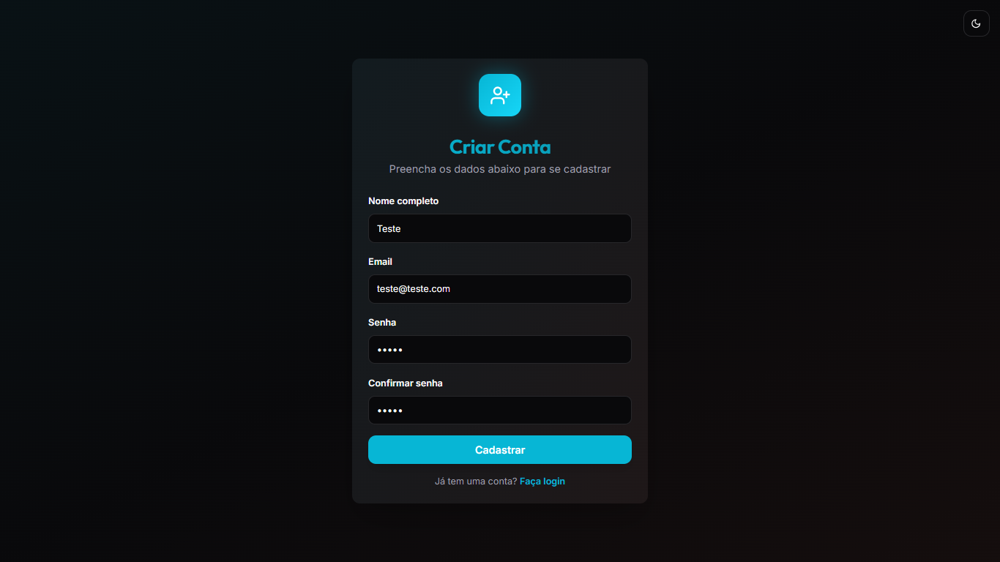 Criar Conta
Preencha os dados abaixo para se cadastrar
Nome completo
Teste
Email
teste@teste.com
Senha
•••••
Confirmar senha
•••••
Cadastrar
Já tem uma conta? Faça login